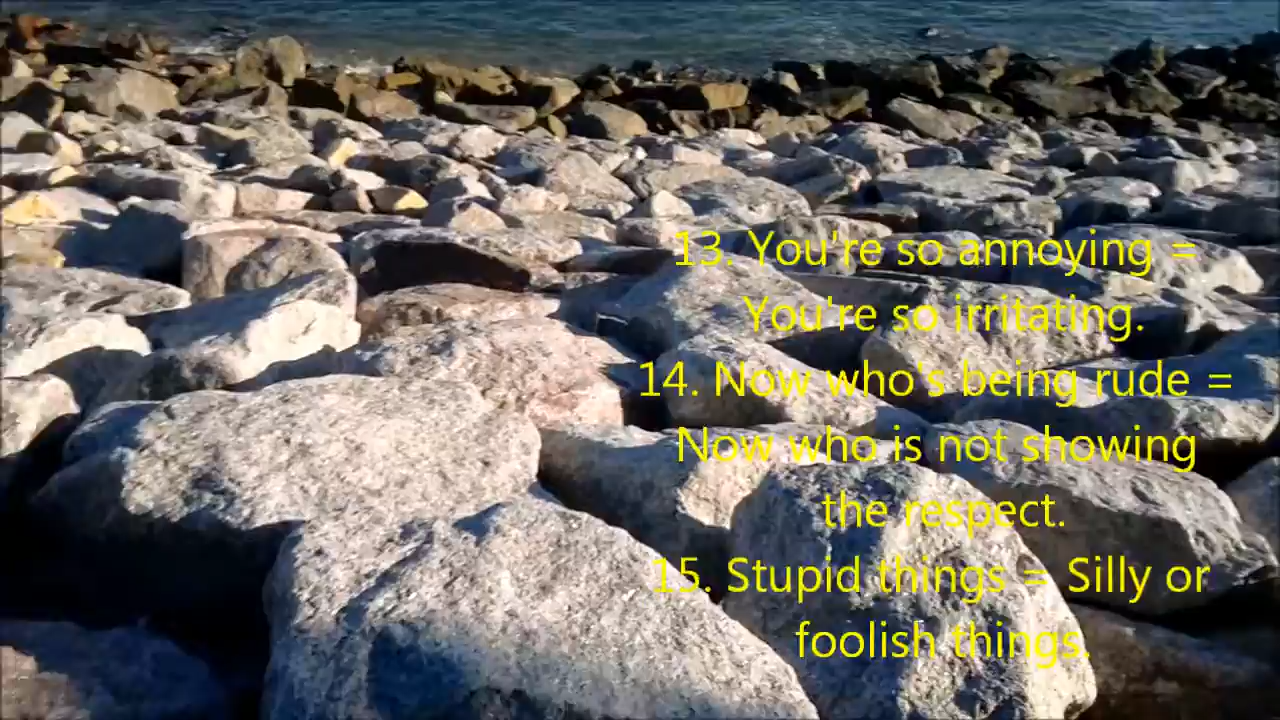 13. You're so annoying =
You're so irritating.
14. Now who's being rude =
Now who is not showing
the respect.
15. Stupid things = Silly or
foolish things.